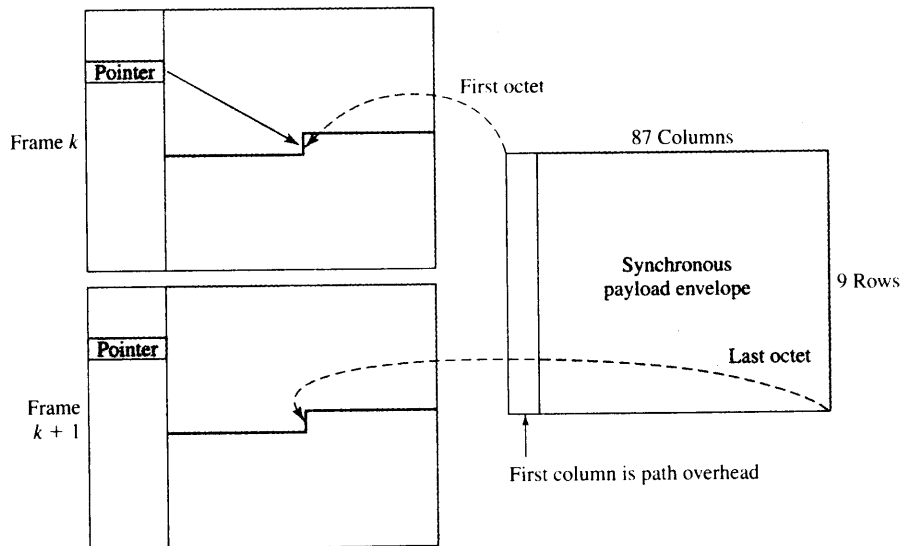 Pointer
First octet
Frame k
87 Columns
Synchronous
payload envelope
9 Rows
Pointer
Last octet
Frame
k + 1
First column is path overhead